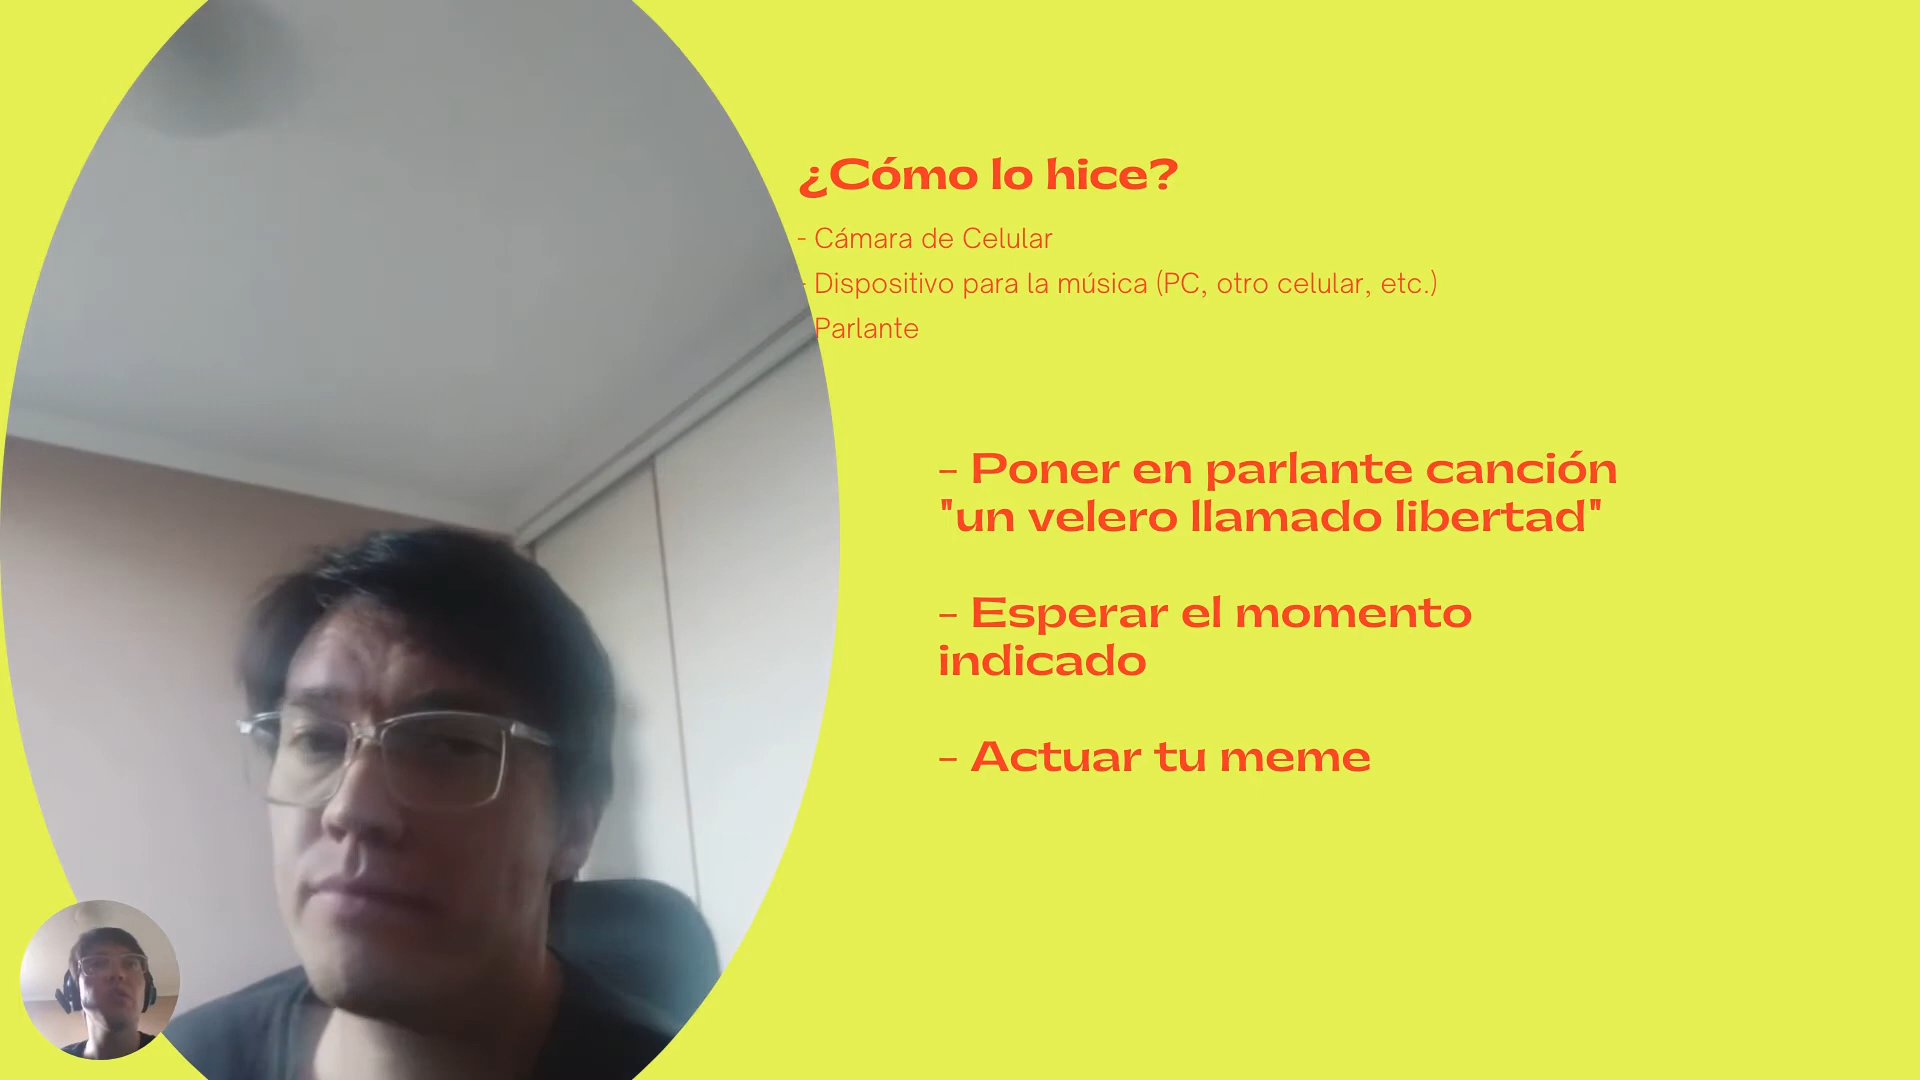 ¿Cómo lo hice?
- Cámara de Celular
- Dispositivo para la música (PC, otro celular, etc.)
Parlante
- Poner en parlante canción
"un velero llamado libertad"
- Esperar el momento
indicado
- Actuar tu meme